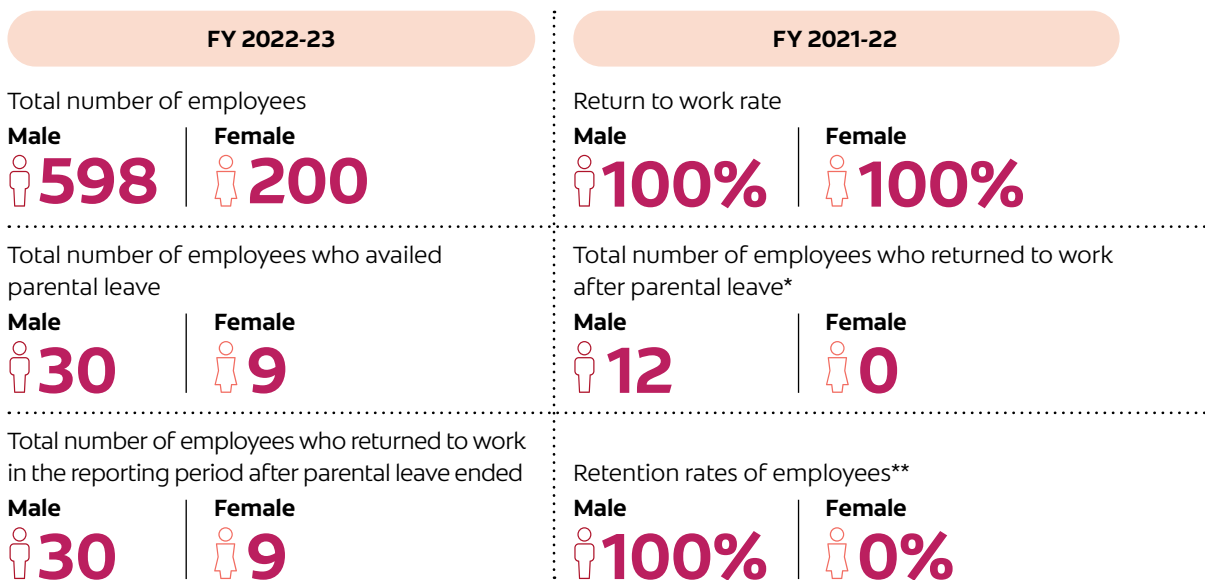 FY 2022-23
Total number of employees
Male Female
598 200
Total number of employees who availed
parental leave
Male Female
30 9
Total number of employees who returned to work
in the reporting period after parental leave ended
Male Female
30 9
FY 2021-22
Return to work rate
Male Female
100% 100%
Total number of employees who returned to work
after parental leave*
Male Female
12 0
Retention rates of employees**
Male Female
100% 0%